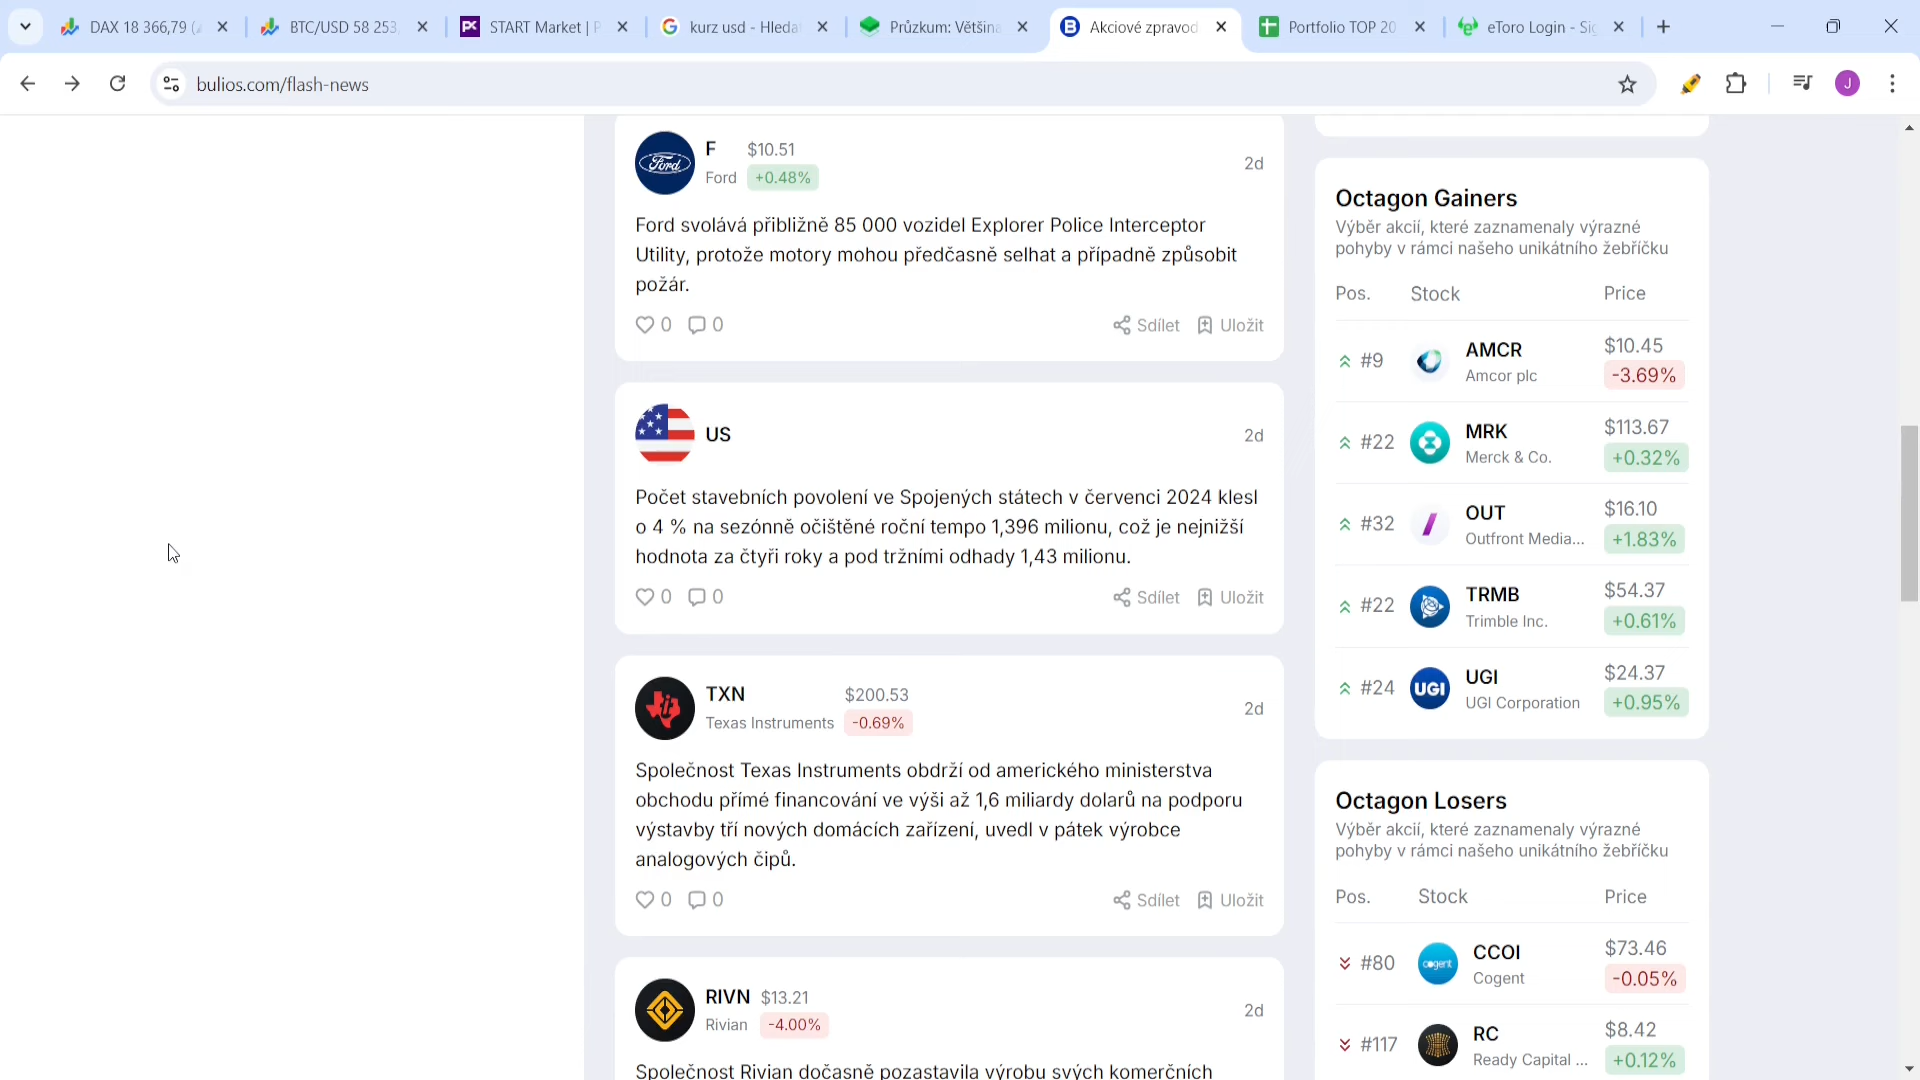 DAX 18 366,79 (
BTC/USD 58 253,
START Market | P
kurz usd - Hleda
Průzkum: Většina
Akciové zpravod
Portfolio TOP 20
eToro Login - Sig
bulios.com/flash-news
J
Ford
F $10.51
Ford +0.48%
2d
Ford svolává přibližně 85 000 vozidel Explorer Police Interceptor
Utility, protože motory mohou předčasně selhat a případně způsobit
požár.
0 0 Sdílet Uložit
US
2d
Počet stavebních povolení ve Spojených státech v červenci 2024 klesl
o 4 % na sezónně očištěné roční tempo 1,396 milionu, což je nejnižší
hodnota za čtyři roky a pod tržními odhady 1,43 milionu.
0 0 Sdílet Uložit
TXN $200.53
Texas Instruments -0.69%
2d
Společnost Texas Instruments obdrží od amerického ministerstva
obchodu přímé financování ve výši až 1,6 miliardy dolarů na podporu
výstavby tří nových domácích zařízení, uvedl v pátek výrobce
analogových čipů.
0 0 Sdílet Uložit
RIVN $13.21
Rivian -4.00%
2d
Společnost Rivian dočasně pozastavila výrobu svých komerčních
Octagon Gainers
Výběr akcií, které zaznamenaly výrazné
pohyby v rámci našeho unikátního žebříčku
Pos. Stock Price
#9 AMCR $10.45
Amcor plc -3.69%
#22 MRK $113.67
Merck & Co. +0.32%
#32 OUT $16.10
Outfront Media... +1.83%
#22 TRMB $54.37
Trimble Inc. +0.61%
#24 UGI UGI $24.37
UGI Corporation +0.95%
Octagon Losers
Výběr akcií, které zaznamenaly výrazné
pohyby v rámci našeho unikátního žebříčku
Pos. Stock Price
#80 cogent CCOI $73.46
Cogent -0.05%
#117 RC $8.42
Ready Capital ... +0.12%